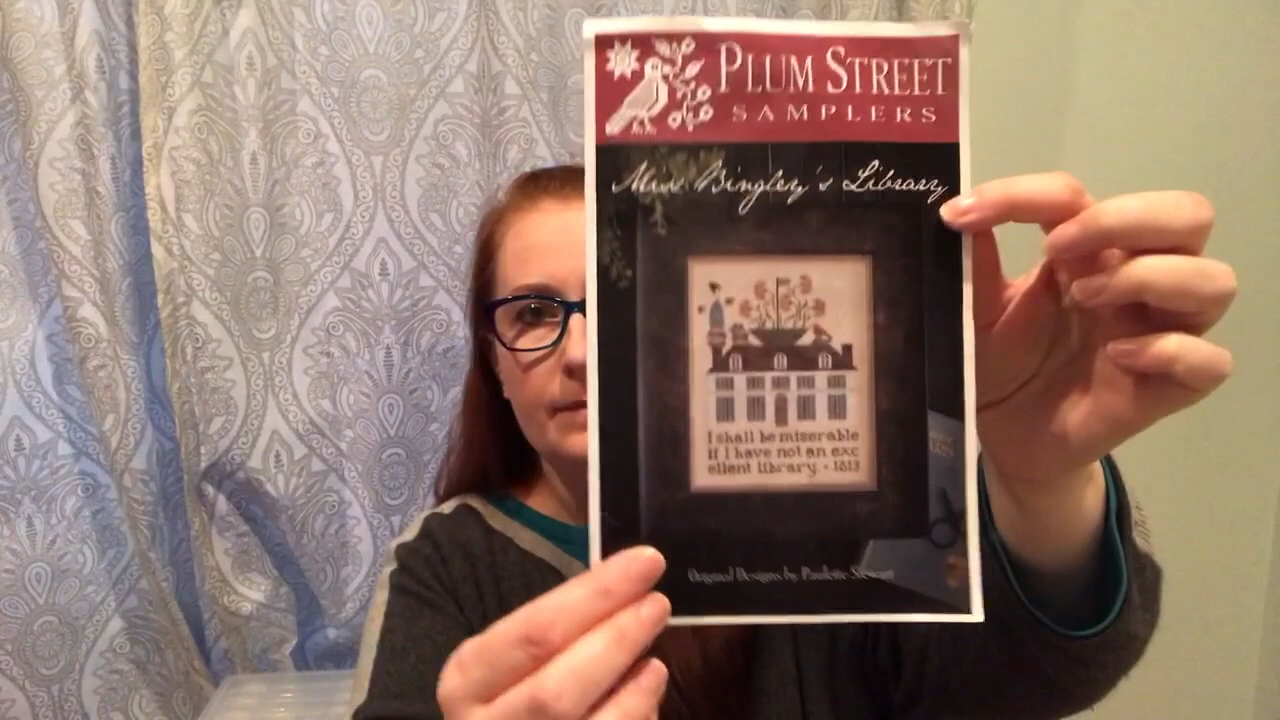 PLUM STREET
SAMPLERS
Miss Bingley's Library
I shall be miserable
if I have not an exc
ellent library. • 1813
Original Designs by Paulette Stewart